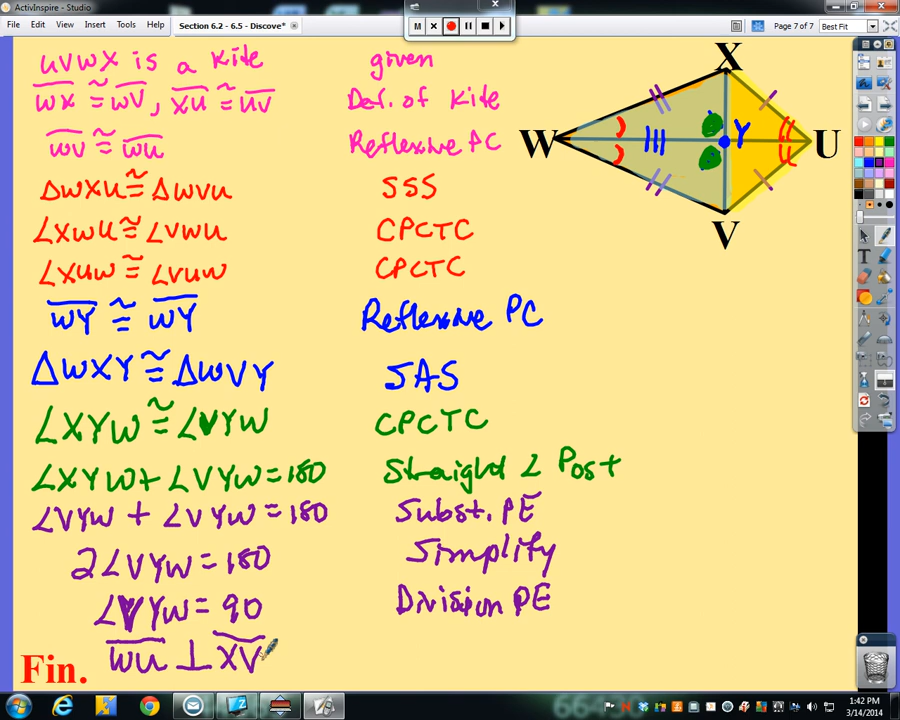 ActivInspire - Studio
File Edit View Insert Tools Help
Section 6.2 - 6.5 - Discove!*
Page 7 of 7
Best Fit
M
UVWX is a kite given
WX ≅ WV, XU ≅ UV Def. of Kite
WV ≅ WU Reflexive PC
ΔWXU ≅ ΔWVU SSS
∠XWU ≅ ∠VWU CPCTC
∠XUW ≅ ∠VUW CPCTC
WY ≅ WY Reflexive PC
ΔWXY ≅ ΔWVY SAS
∠XYW ≅ ∠VYW CPCTC
∠XYW + ∠VYW = 180 Straight ∠ Post
∠VYW + ∠VYW = 180 Subst. PE
2∠VYW = 180 Simplify
∠VYW = 90 Division PE
Fin. WU ⊥ XV
X
W
Y
U
V
1:42 PM
3/14/2014